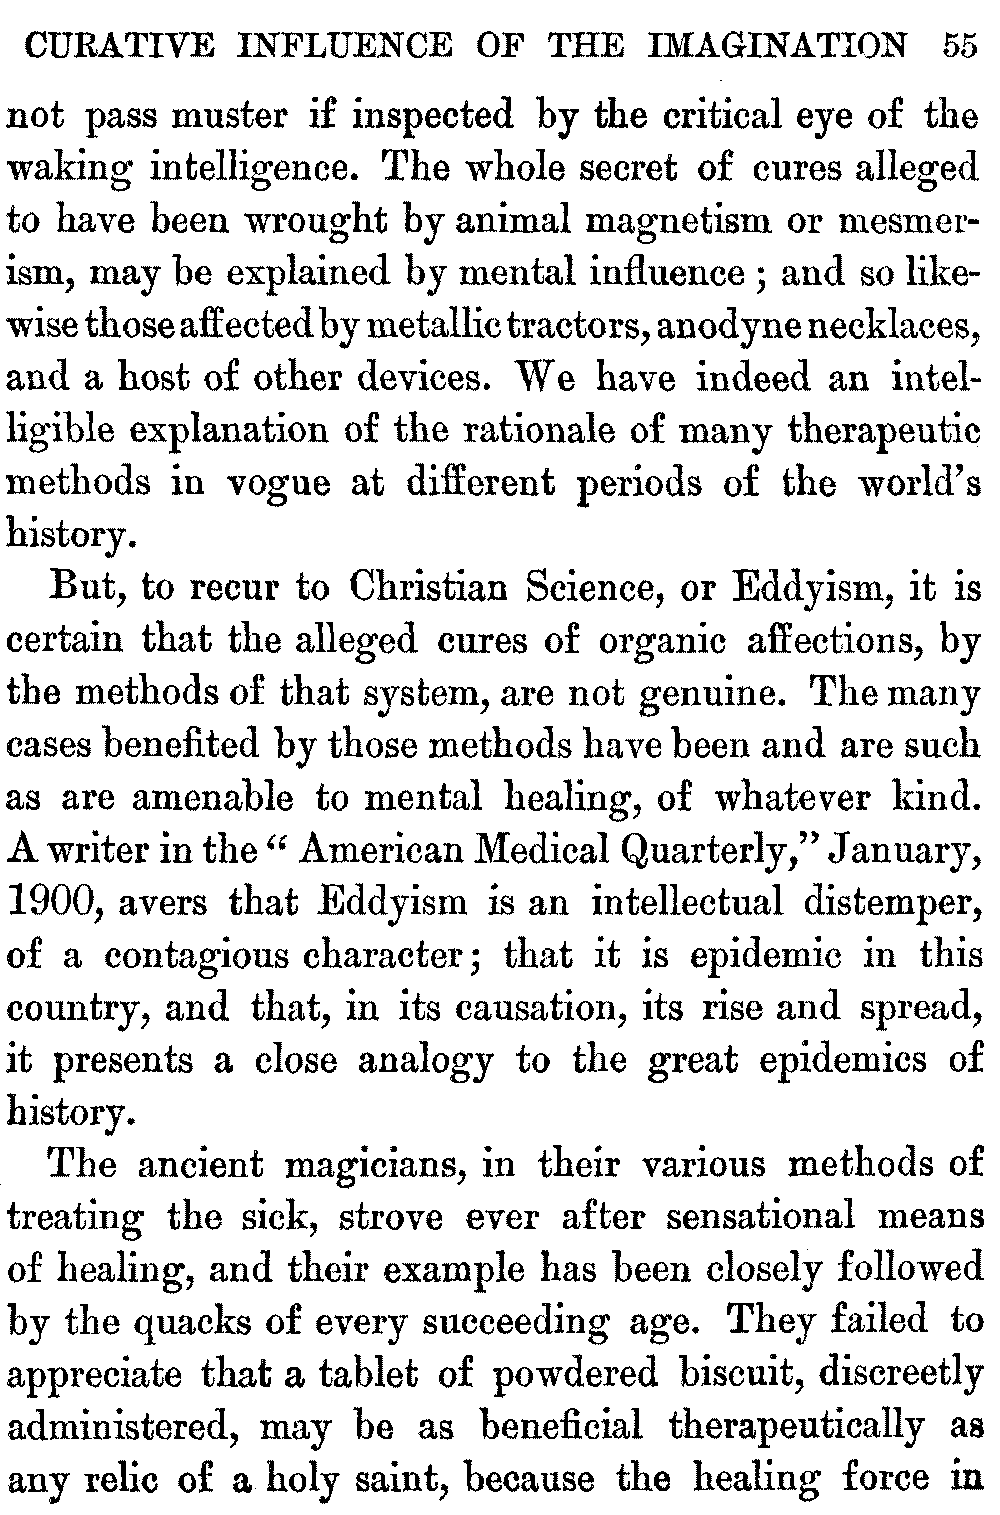 CURATIVE INFLUENCE OF THE IMAGINATION 55
not pass muster if inspected by the critical eye of the
waking intelligence. The whole secret of cures alleged
to have been wrought by animal magnetism or mesmer-
ism, may be explained by mental influence ; and so like-
wise those affected by metallic tractors, anodyne necklaces,
and a host of other devices. We have indeed an intel-
ligible explanation of the rationale of many therapeutic
methods in vogue at different periods of the world's
history.
But, to recur to Christian Science, or Eddyism, it is
certain that the alleged cures of organic affections, by
the methods of that system, are not genuine. The many
cases benefited by those methods have been and are such
as are amenable to mental healing, of whatever kind.
A writer in the “ American Medical Quarterly,” January,
1900, avers that Eddyism is an intellectual distemper,
of a contagious character ; that it is epidemic in this
country, and that, in its causation, its rise and spread,
it presents a close analogy to the great epidemics of
history.
The ancient magicians, in their various methods of
treating the sick, strove ever after sensational means
of healing, and their example has been closely followed
by the quacks of every succeeding age. They failed to
appreciate that a tablet of powdered biscuit, discreetly
administered, may be as beneficial therapeutically as
any relic of a holy saint, because the healing force in